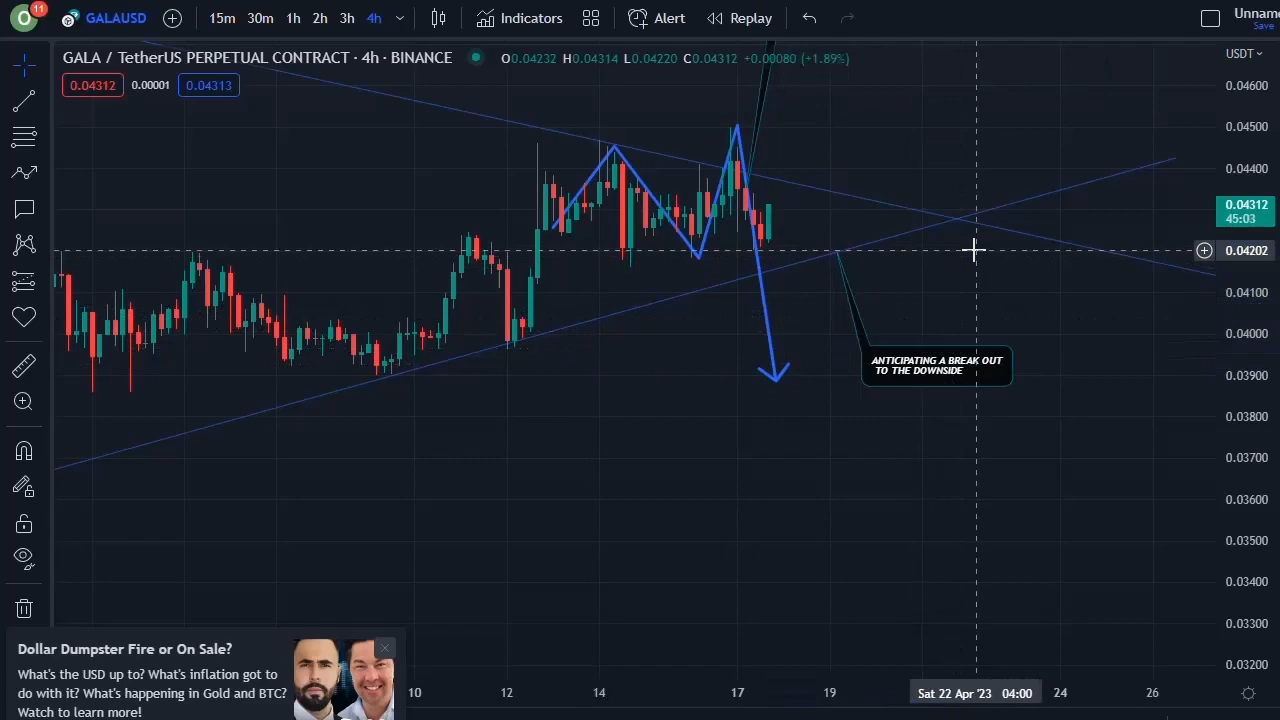 O
11
GALAUSD
15m 30m 1h 2h 3h 4h
Indicators
Alert
Replay
Unnam
Save
GALA / TetherUS PERPETUAL CONTRACT · 4h · BINANCE
O0.04232 H0.04314 L0.04220 C0.04312 +0.00080 (+1.89%)
USDT
0.04312 0.00001 0.04313
0.04600
0.04500
0.04400
0.04312
45:03
0.04202
0.04100
0.04000
0.03900
0.03800
0.03700
0.03600
0.03500
0.03400
0.03300
0.03200
ANTICIPATING A BREAK OUT
TO THE DOWNSIDE
Dollar Dumpster Fire or On Sale?
What's the USD up to? What's inflation got to
do with it? What's happening in Gold and BTC?
Watch to learn more!
10 12 14 17 19 Sat 22 Apr '23 04:00 24 26